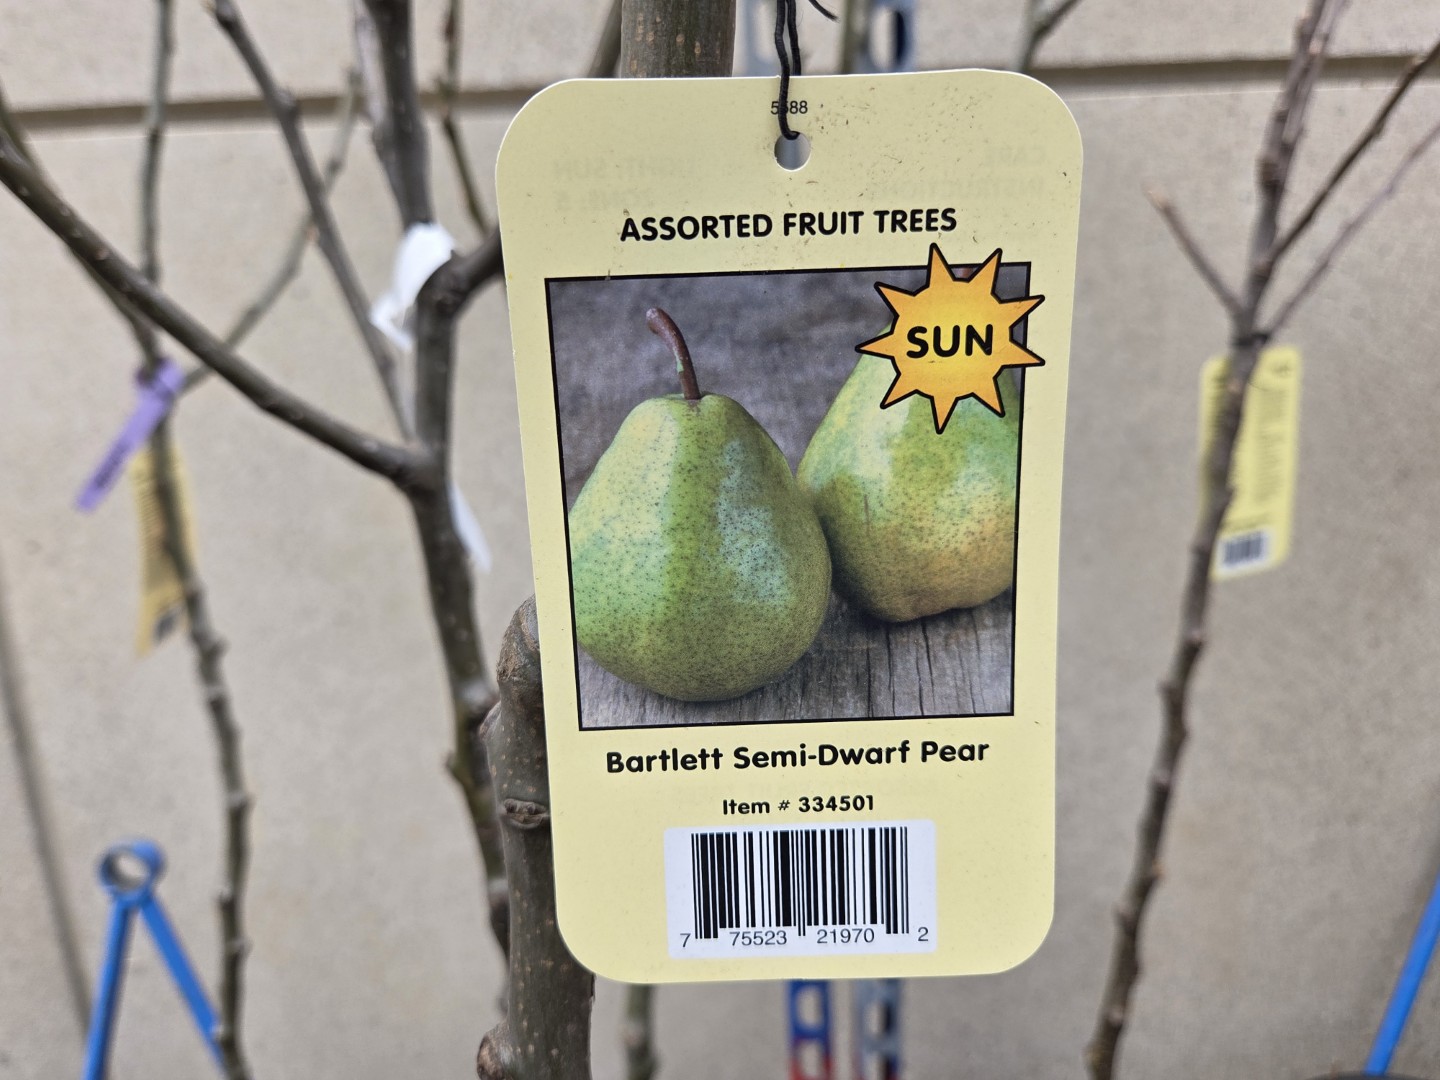 5588
ASSORTED FRUIT TREES
SUN
Bartlett Semi-Dwarf Pear
Item # 334501
7 75523 21970 2